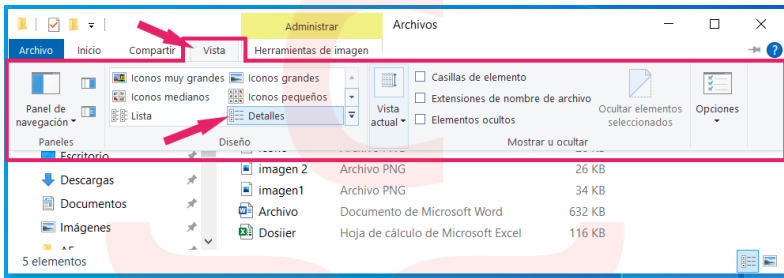 Administrar
Archivos
Archivo
Inicio
Compartir
Vista
Herramientas de imagen
Panel de navegación
Iconos muy grandes
Iconos grandes
Iconos medianos
Iconos pequeños
Lista
Detalles
Vista actual
Casillas de elemento
Extensiones de nombre de archivo
Elementos ocultos
Ocultar elementos seleccionados
Opciones
Paneles
Diseño
Mostrar u ocultar
Escritorio
Descargas
Documentos
Imágenes
imagen 2 Archivo PNG 26 KB
imagen1 Archivo PNG 34 KB
Archivo Documento de Microsoft Word 632 KB
Dosiier Hoja de cálculo de Microsoft Excel 116 KB
5 elementos